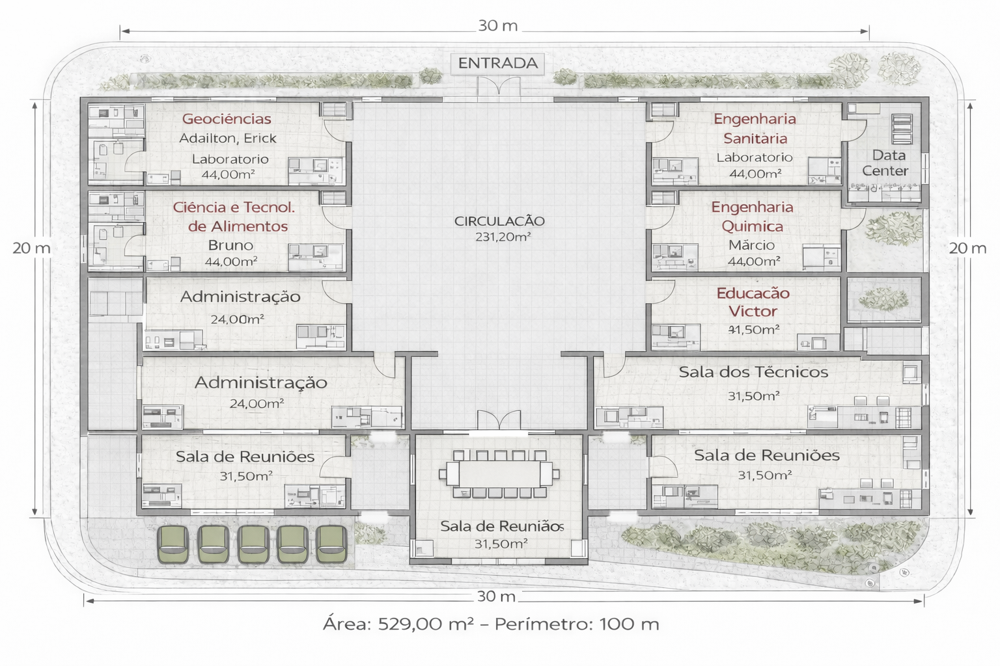 30 m
ENTRADA
Geociéncias
Adailton, Erick
Laboratorio
44,00m²
Engenharia
Sanitària
Laboratorio
44,00m²
Data
Center
Ciência e Tecnol.
de Alimentos
Bruno
44,00m²
CIRCULACÃO
231,20m²
Engenharia
Quimica
Márcio
44,00m²
20 m
20 m
Administração
24,00m²
Educacão
Victor
31,50m²
Administração
24,00m²
Sala dos Técnicos
31,50m²
Sala de Reuniões
31,50m²
Sala de Reuniãos
31,50m²
Sala de Reuniões
31,50m²
30 m
Área: 529,00 m² – Perímetro: 100 m